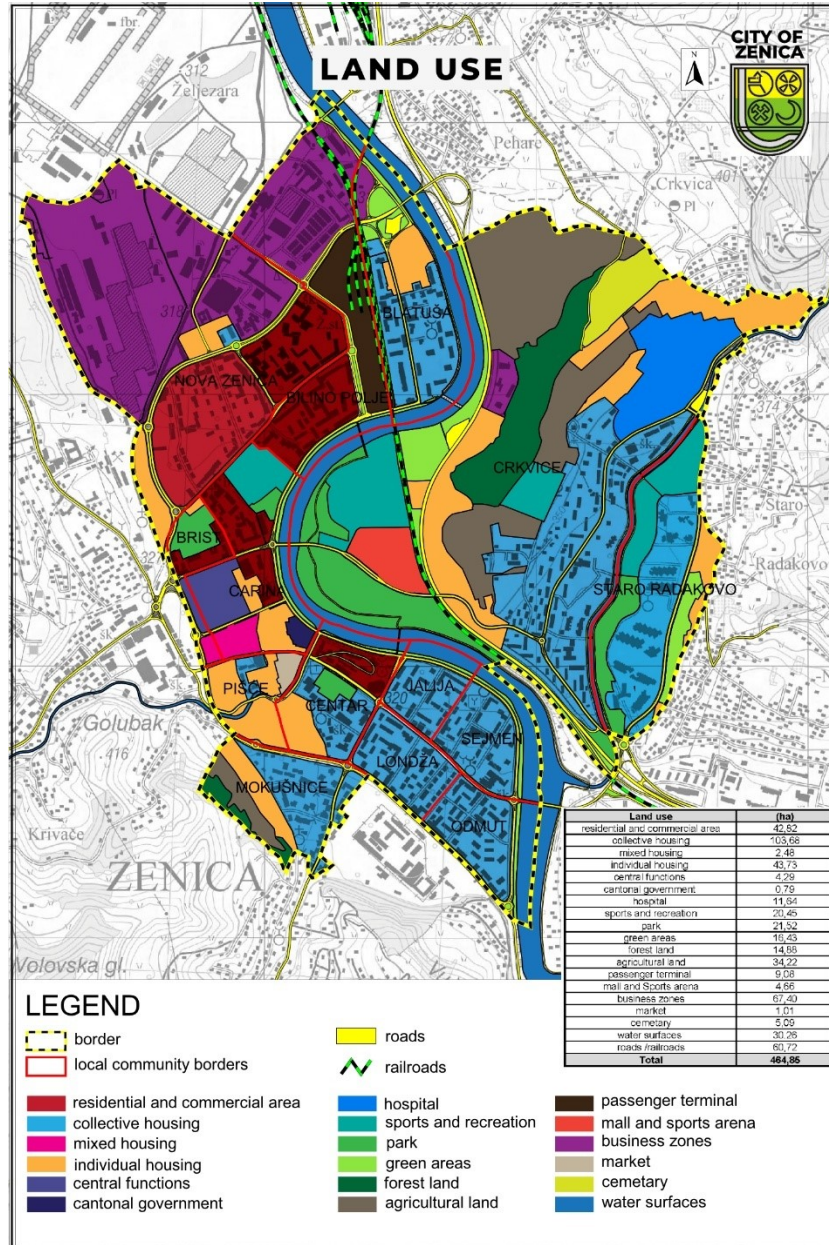 LAND USE
CITY OF
ZENICA
N
fbr.
312
Željezara
Pehare
Crkvica
401
Pl
318
BLATUŠA
NOVA ZENICA
BILINO POLJE
374
CRKVICE
Staro
Radakovo
BRIST
STARO RADAKOVO
CARINA
PIŠĆE
JALIJA
CENTAR
320
SEJMEN
Golubak
416
LONDŽA
MOKUŠNICE
ODMUT
Krivače
ZENICA
Volovska gl.
Land use (ha)
residential and commercial area 42,82
collective housing 103,68
mixed housing 2,48
individual housing 43,73
central functions 4,29
cantonal government 0,79
hospital 11,64
sports and recreation 20,45
park 21,52
green areas 16,43
forest land 14,88
agricultural land 34,22
passenger terminal 9,08
mall and Sports arena 4,66
business zones 67,40
market 1,01
cemetary 5,09
water surfaces 30,26
roads /railroads 60,72
Total 464,85
LEGEND
border
local community borders
roads
railroads
residential and commercial area
collective housing
mixed housing
individual housing
central functions
cantonal government
hospital
sports and recreation
park
green areas
forest land
agricultural land
passenger terminal
mall and sports arena
business zones
market
cemetary
water surfaces